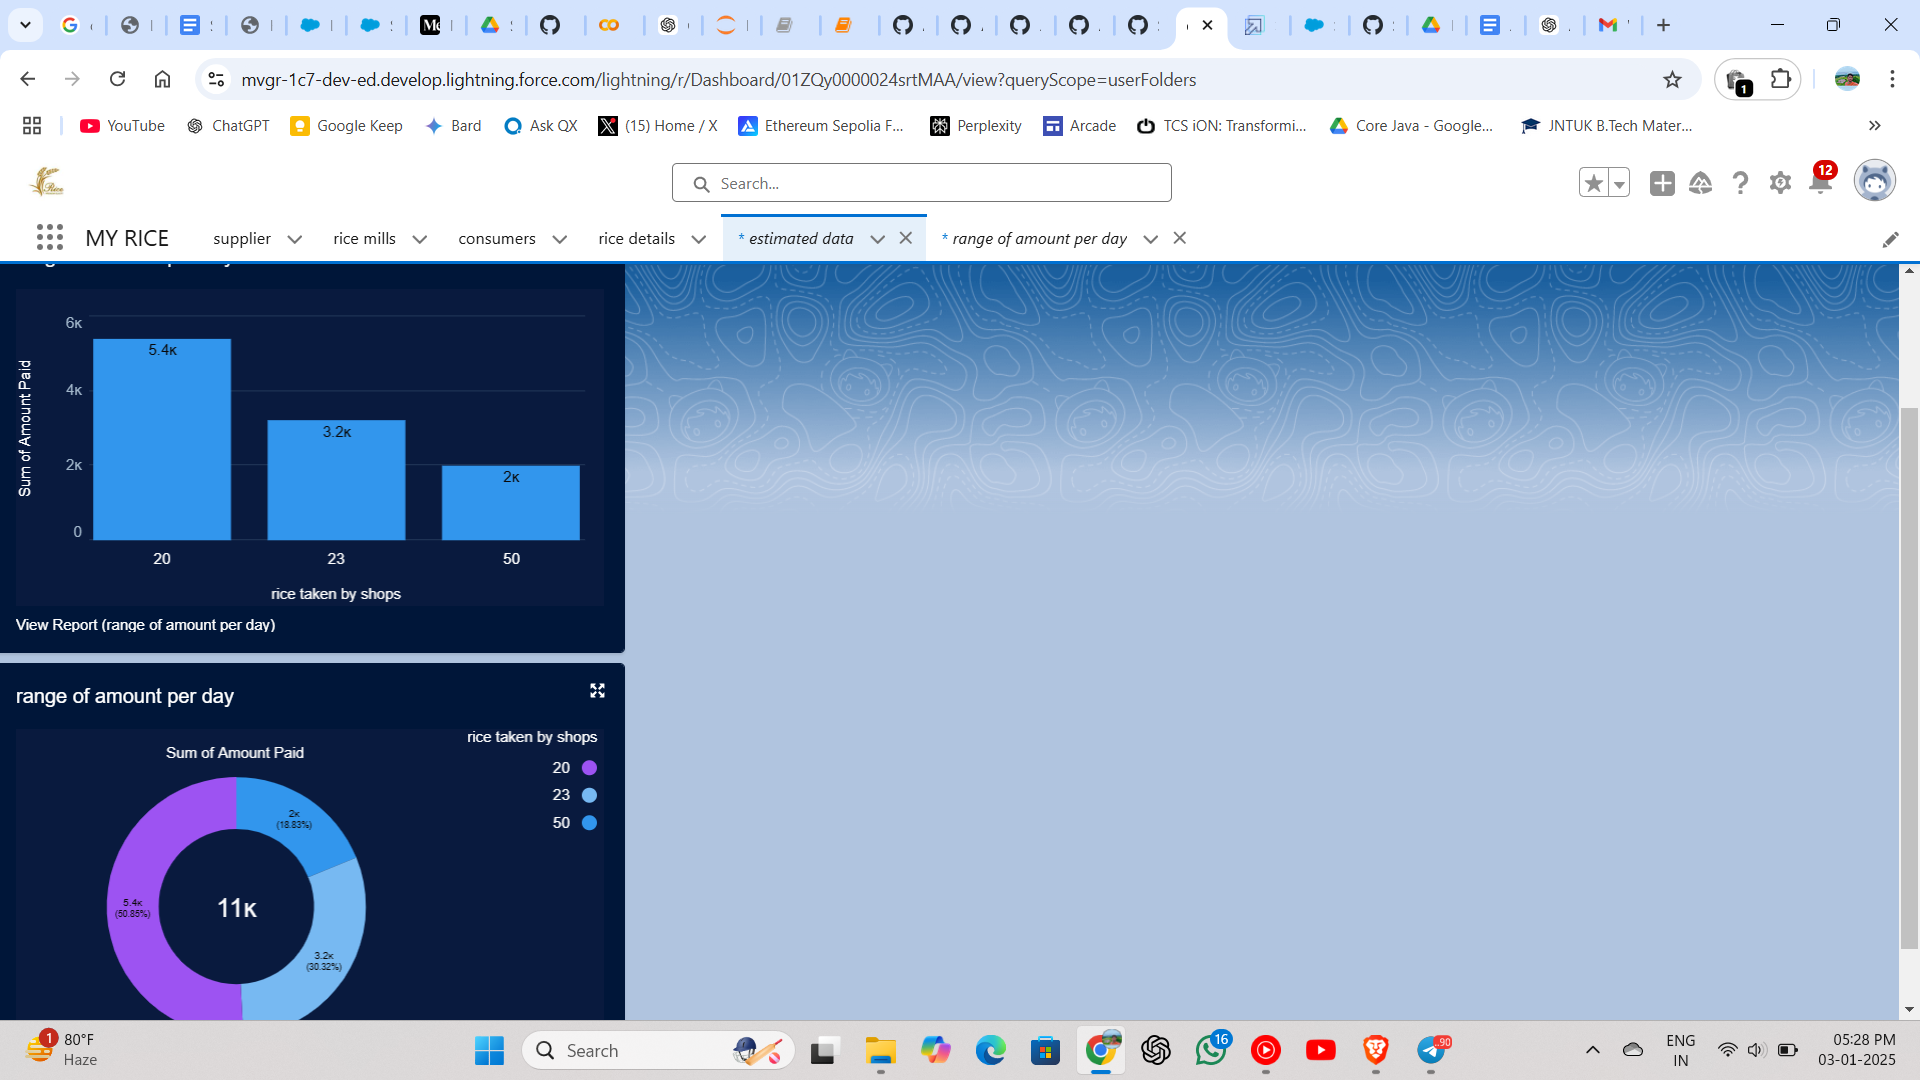 mvgr-1c7-dev-ed.develop.lightning.force.com/lightning/r/Dashboard/01ZQy0000024srtMAA/view?queryScope=userFolders
1
YouTube
ChatGPT
Google Keep
Bard
Ask QX
(15) Home / X
Ethereum Sepolia F...
Perplexity
Arcade
TCS iON: Transformi...
Core Java - Google...
JNTUK B.Tech Mater...
Rice
Search...
12
MY RICE
supplier
rice mills
consumers
rice details
* estimated data
* range of amount per day
Sum of Amount Paid
6K
4K
2K
0
5.4K
3.2K
2K
20
23
50
rice taken by shops
View Report (range of amount per day)
range of amount per day
Sum of Amount Paid
rice taken by shops
20
23
50
2K
(18.83%)
5.4K
(50.85%)
11K
3.2K
(30.32%)
1
80°F
Haze
Search
16
90
ENG
IN
05:28 PM
03-01-2025